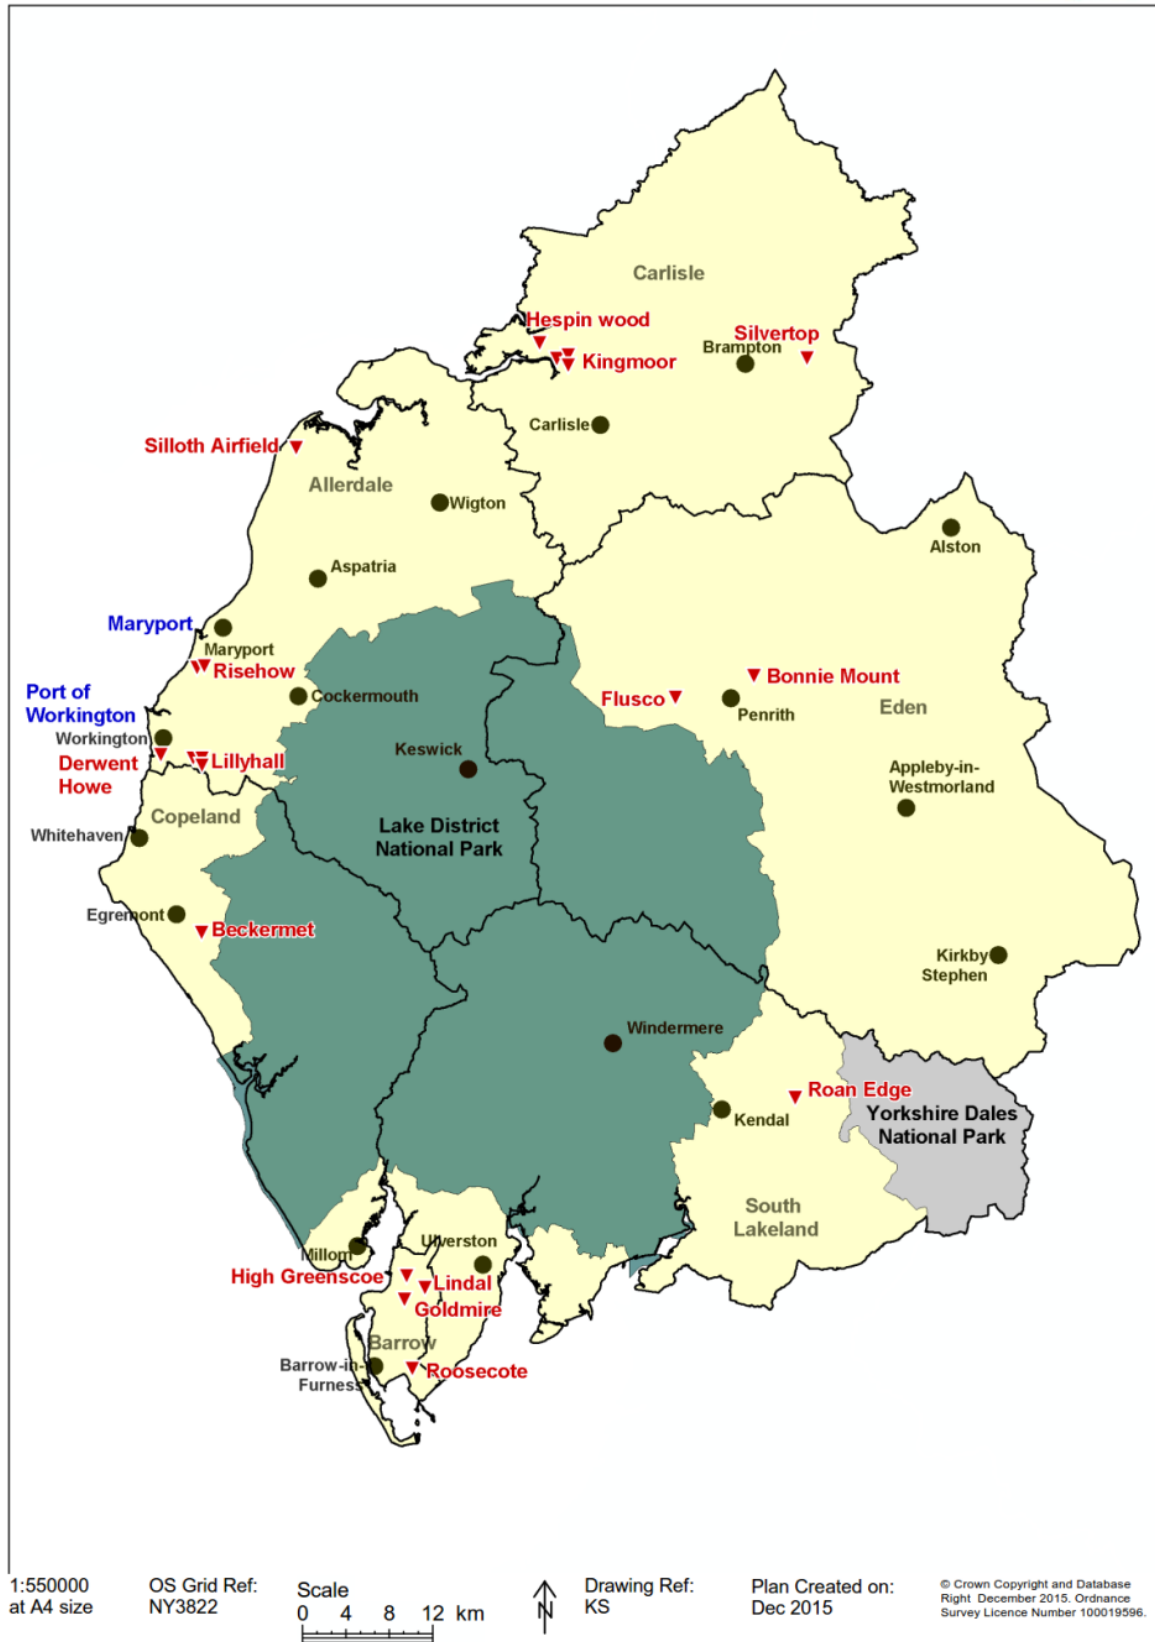 Carlisle
Hespin wood
Silvertop
Brampton
Kingmoor
Carlisle
Silloth Airfield
Allerdale
Wigton
Alston
Aspatria
Maryport
Maryport
Risehow
Bonnie Mount
Port of
Workington
Cockermouth
Flusco
Penrith
Eden
Workington
Keswick
Derwent
Howe
Lillyhall
Appleby-in-
Westmorland
Copeland
Whitehaven
Lake District
National Park
Egremont
Beckermet
Kirkby
Stephen
Windermere
Roan Edge
Kendal
Yorkshire Dales
National Park
South
Lakeland
Ulverston
Millom
High Greenscoe
Lindal
Goldmire
Barrow
Barrow-in-
Furness
Roosecote
1:550000
at A4 size
OS Grid Ref:
NY3822
Scale
0 4 8 12 km
N
Drawing Ref:
KS
Plan Created on:
Dec 2015
© Crown Copyright and Database
Right December 2015. Ordnance
Survey Licence Number 100019596.